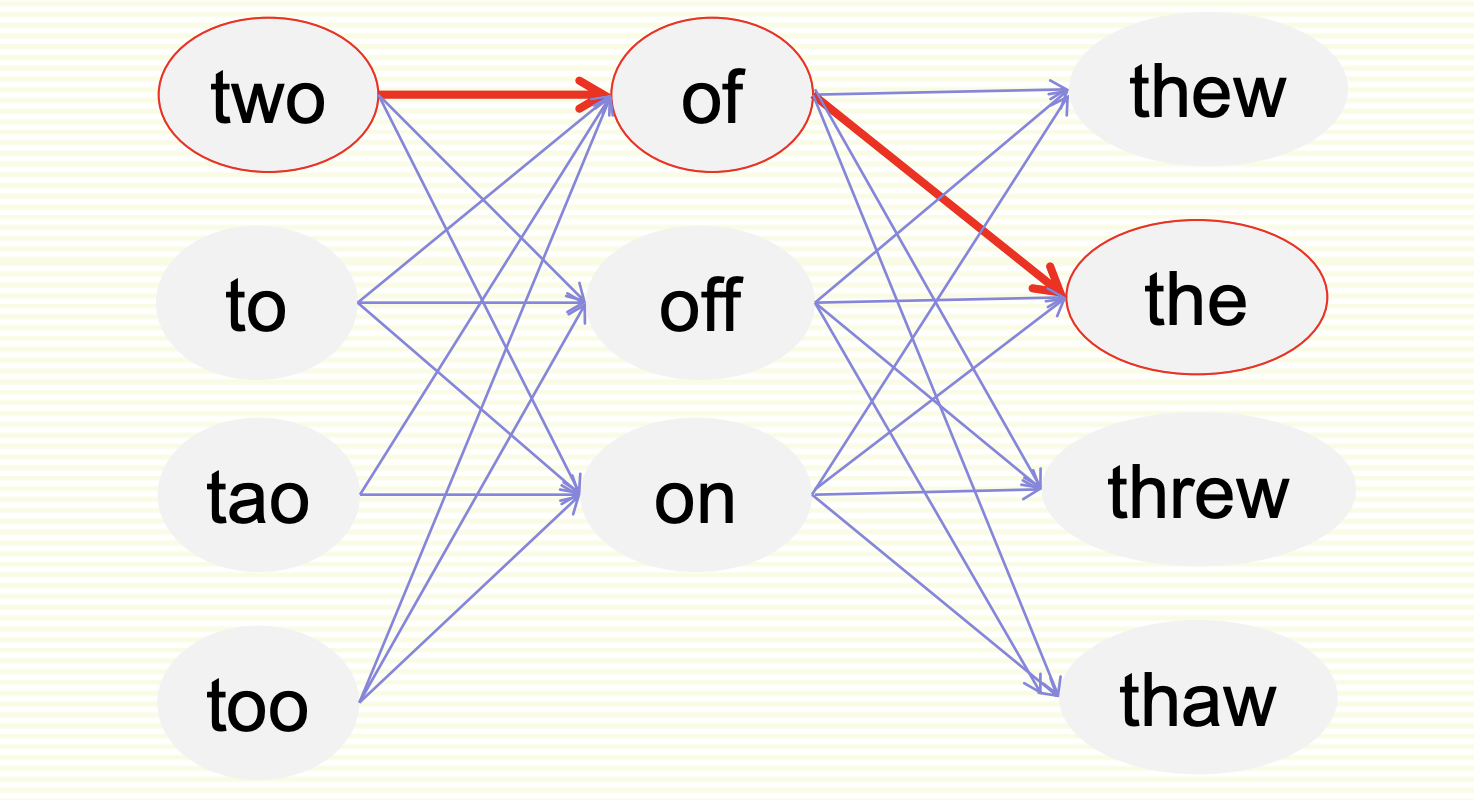 two of thew
to off the
tao on threw
too thaw